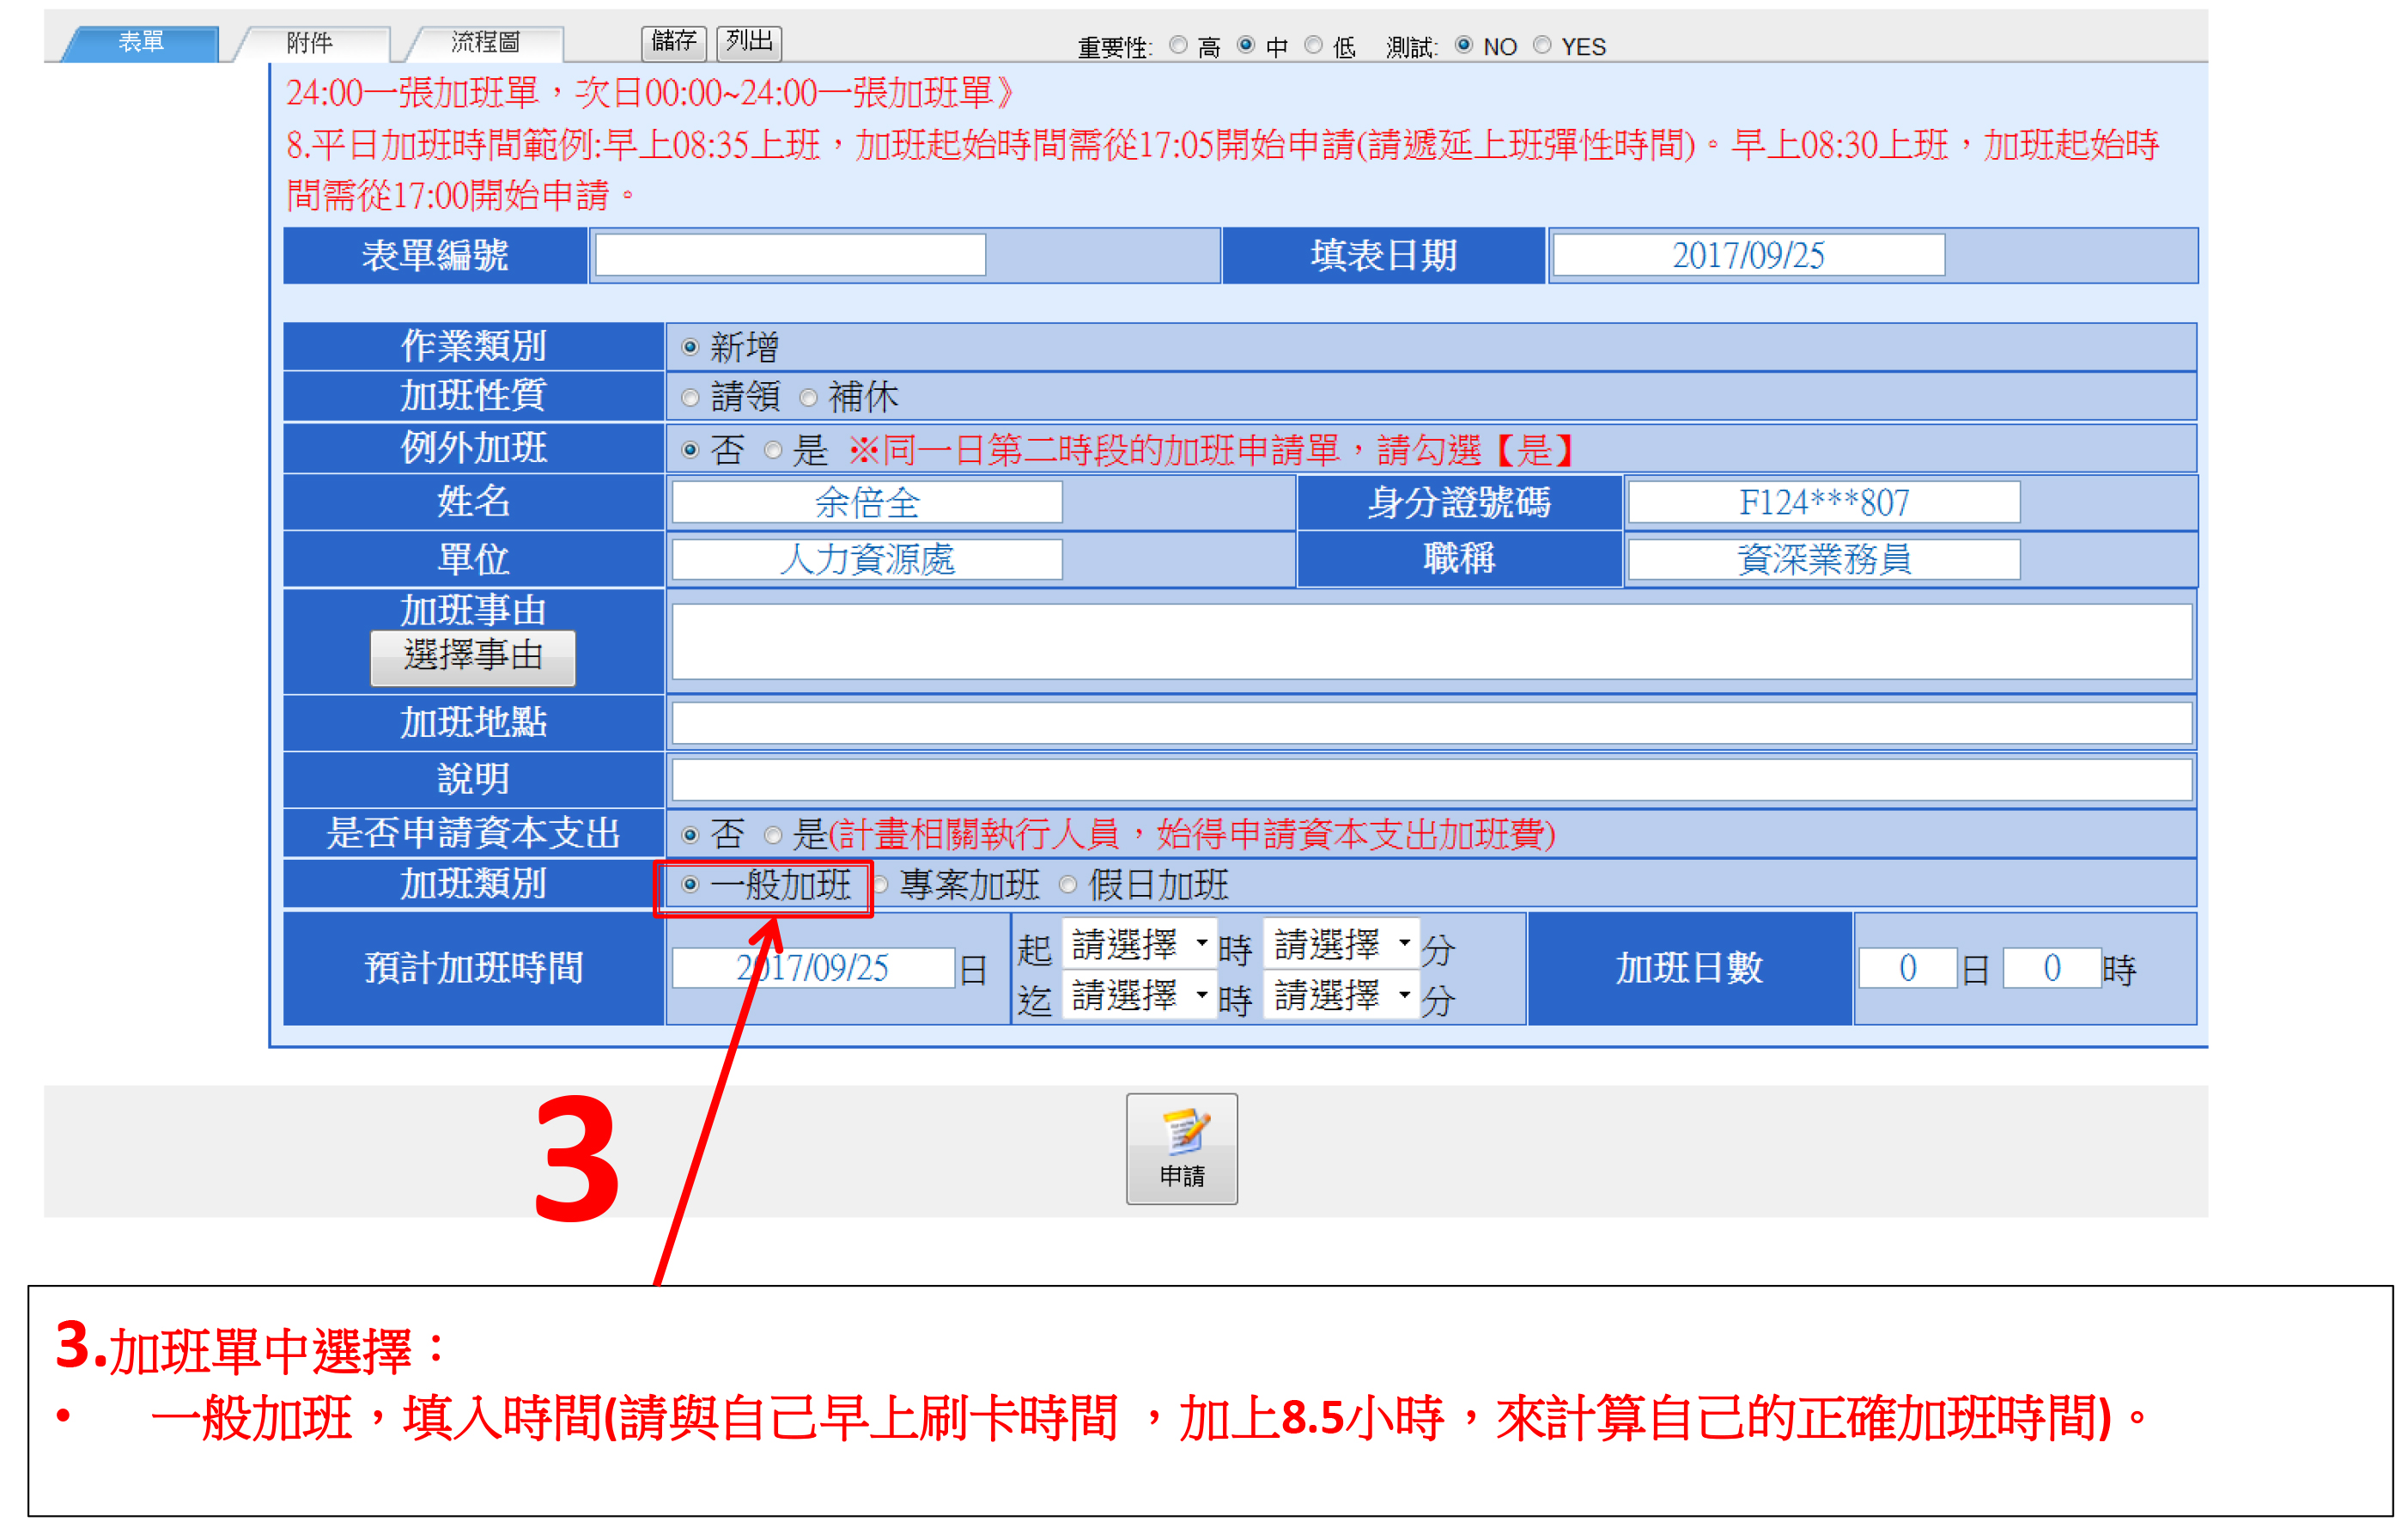 表單 附件 流程圖 儲存 列出 重要性: 高 中 低 測試: NO YES
24:00一張加班單，次日00:00~24:00一張加班單》
8.平日加班時間範例:早上08:35上班，加班起始時間需從17:05開始申請(請遞延上班彈性時間)。早上08:30上班，加班起始時
間需從17:00開始申請。
表單編號 填表日期 2017/09/25
作業類別 新增
加班性質 請領 補休
例外加班 否 是 ※同一日第二時段的加班申請單，請勾選【是】
姓名 余倍全 身分證號碼 F124***807
單位 人力資源處 職稱 資深業務員
加班事由
選擇事由
加班地點
說明
是否申請資本支出 否 是(計畫相關執行人員，始得申請資本支出加班費)
加班類別 一般加班 專案加班 假日加班
預計加班時間 2017/09/25 日 起 請選擇 時 請選擇 分 加班日數 0 日 0 時
迄 請選擇 時 請選擇 分
3
申請
3.加班單中選擇：
• 一般加班，填入時間(請與自己早上刷卡時間 ，加上8.5小時，來計算自己的正確加班時間)。